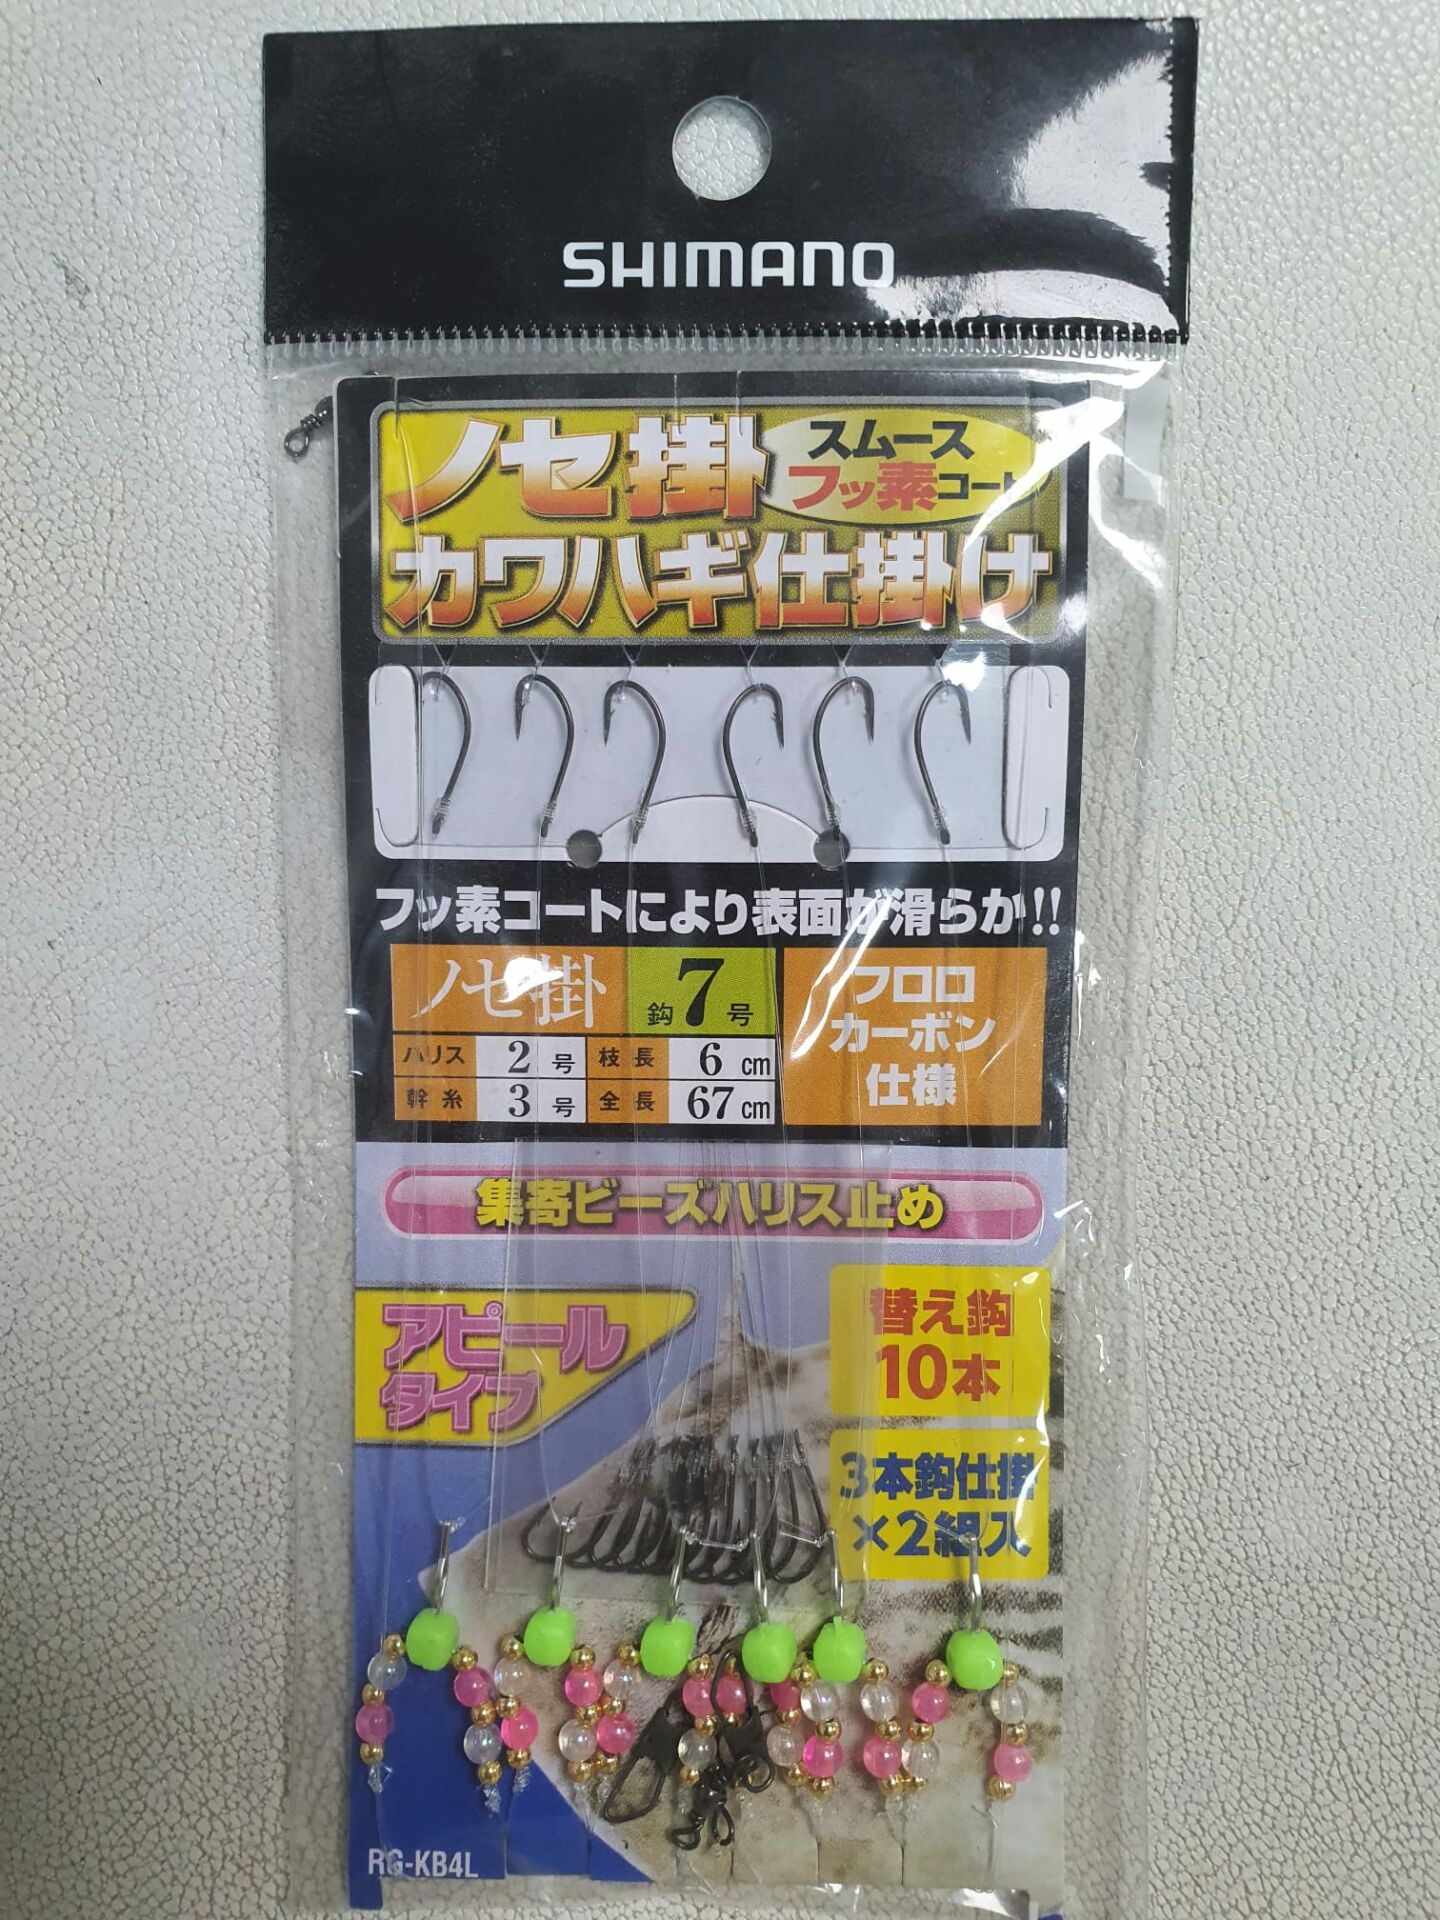 SHIMANO
ノセ掛
スムース
フッ素コート
カワハギ仕掛け
フッ素コートにより表面が滑らか!!
ノセ掛 鈎7号
ハリス 2号 枝長 6cm
幹糸 3号 全長 67cm
フロロ
カーボン
仕様
集寄ビーズハリス止め
アピール
タイプ
替え鈎
10本
3本鈎仕掛
×2組入
RG-KB4L